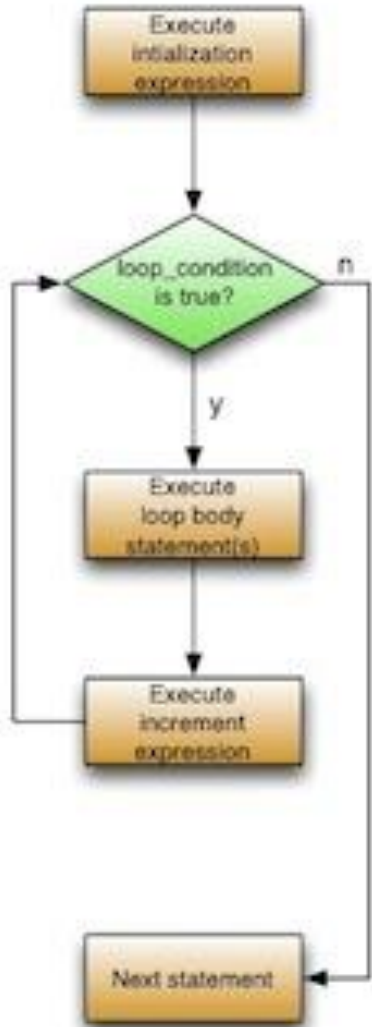 Execute
intialization
expression
loop_condition
is true?
n
y
Execute
loop body
statement(s)
Execute
increment
expression
Next statement